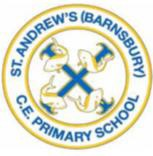 ST. ANDREW'S (BARNSBURY)
C.E. PRIMARY SCHOOL